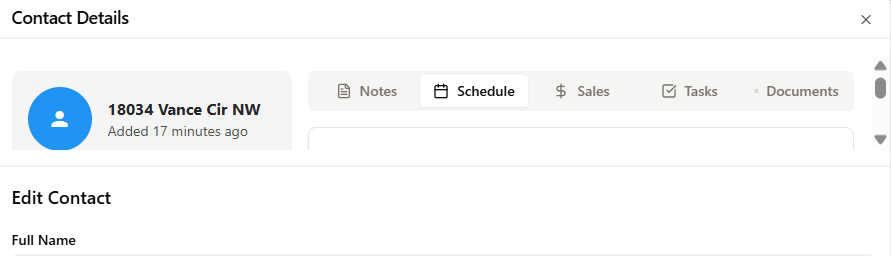 Contact Details
18034 Vance Cir NW
Added 17 minutes ago
Notes Schedule Sales Tasks Documents
Edit Contact
Full Name